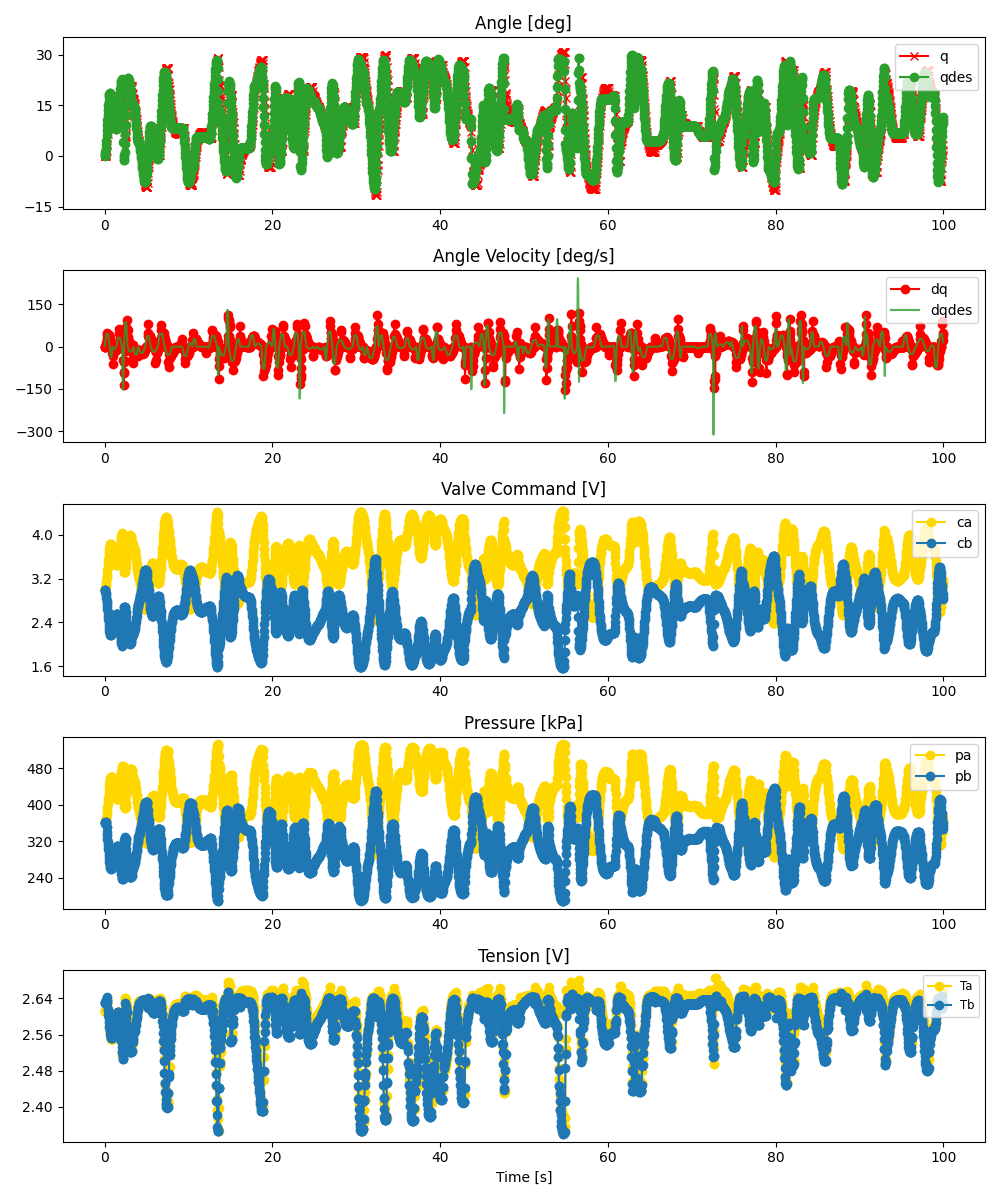 Angle [deg]
30
15
0
−15
q
qdes
0 20 40 60 80 100
Angle Velocity [deg/s]
150
0
−150
−300
dq
dqdes
0 20 40 60 80 100
Valve Command [V]
4.0
3.2
2.4
1.6
ca
cb
0 20 40 60 80 100
Pressure [kPa]
480
400
320
240
pa
pb
0 20 40 60 80 100
Tension [V]
2.64
2.56
2.48
2.40
Ta
Tb
0 20 40 60 80 100
Time [s]